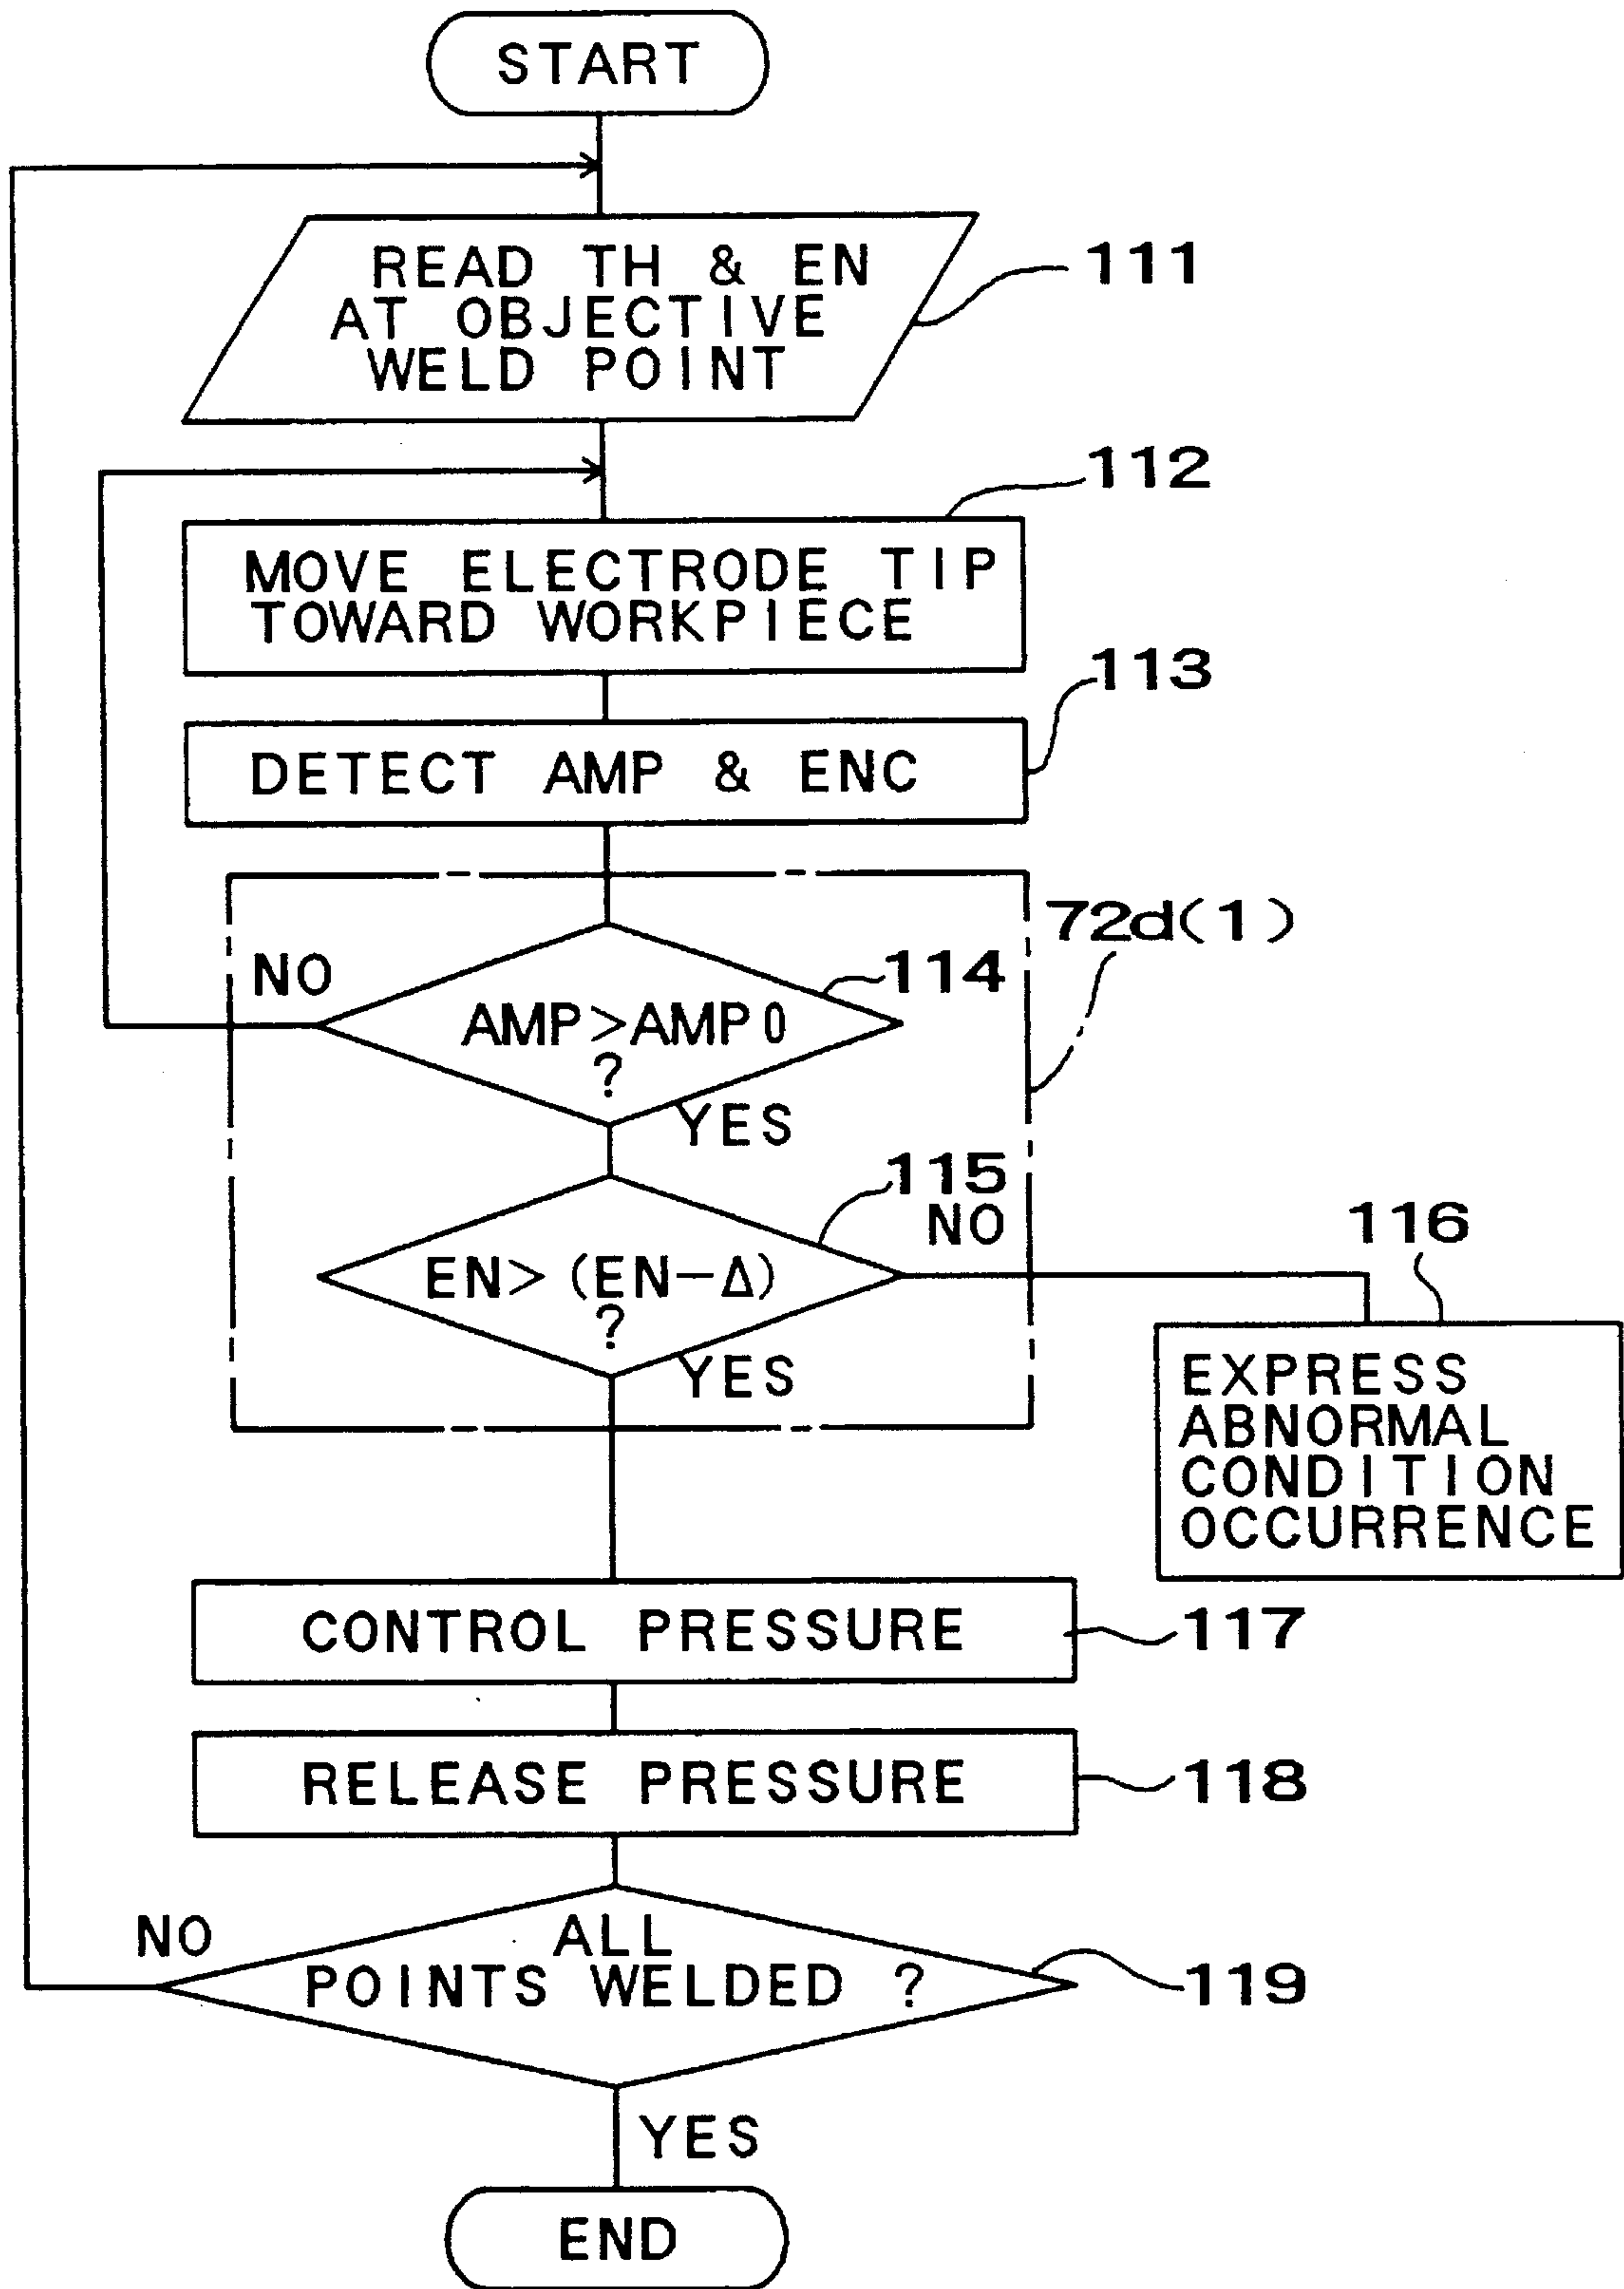 START
READ TH & EN
AT OBJECTIVE
WELD POINT
111
112
MOVE ELECTRODE TIP
TOWARD WORKPIECE
113
DETECT AMP & ENC
72d(1)
NO
114
AMP>AMP0
?
YES
115
NO
EN> (EN-Δ)
?
YES
116
EXPRESS
ABNORMAL
CONDITION
OCCURRENCE
CONTROL PRESSURE
117
RELEASE PRESSURE
118
NO
ALL
POINTS WELDED ?
119
YES
END